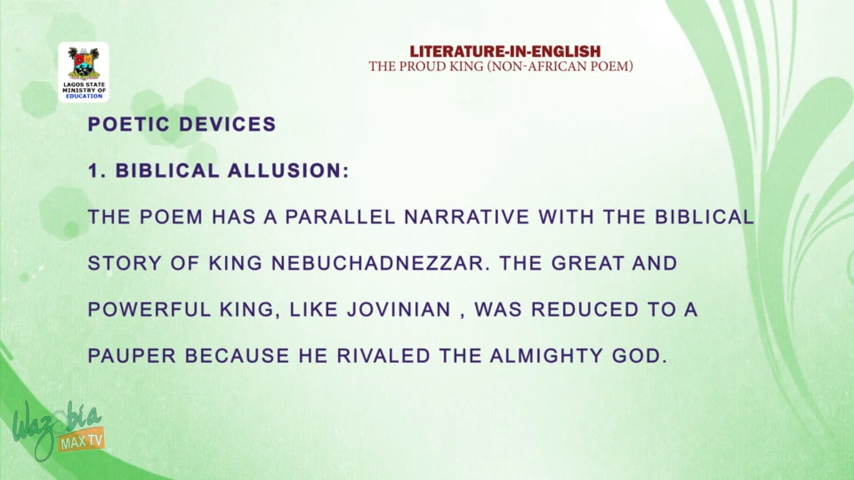 LITERATURE-IN-ENGLISH
THE PROUD KING (NON-AFRICAN POEM)
LAGOS STATE
MINISTRY OF
EDUCATION
POETIC DEVICES
1. BIBLICAL ALLUSION:
THE POEM HAS A PARALLEL NARRATIVE WITH THE BIBLICAL
STORY OF KING NEBUCHADNEZZAR. THE GREAT AND
POWERFUL KING, LIKE JOVINIAN , WAS REDUCED TO A
PAUPER BECAUSE HE RIVALED THE ALMIGHTY GOD.
Wazobia
MAX TV